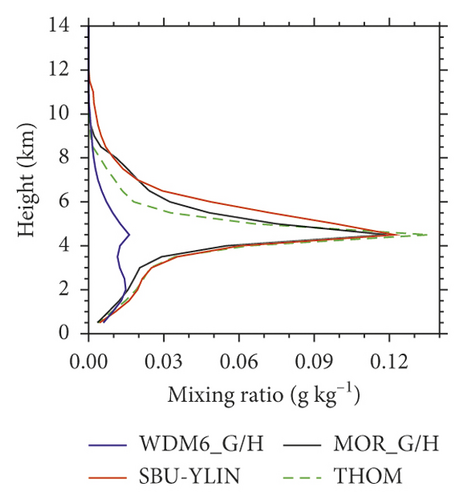 14
12
10
8
6
4
2
0
Height (km)
0.00 0.03 0.06 0.09 0.12
Mixing ratio (g kg⁻¹)
WDM6_G/H MOR_G/H
SBU-YLIN THOM